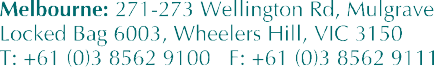 Melbourne: 271-273 Wellington Rd, Mulgrave
Locked Bag 6003, Wheelers Hill, VIC 3150
T: +61 (0)3 8562 9100 F: +61 (0)3 8562 9111